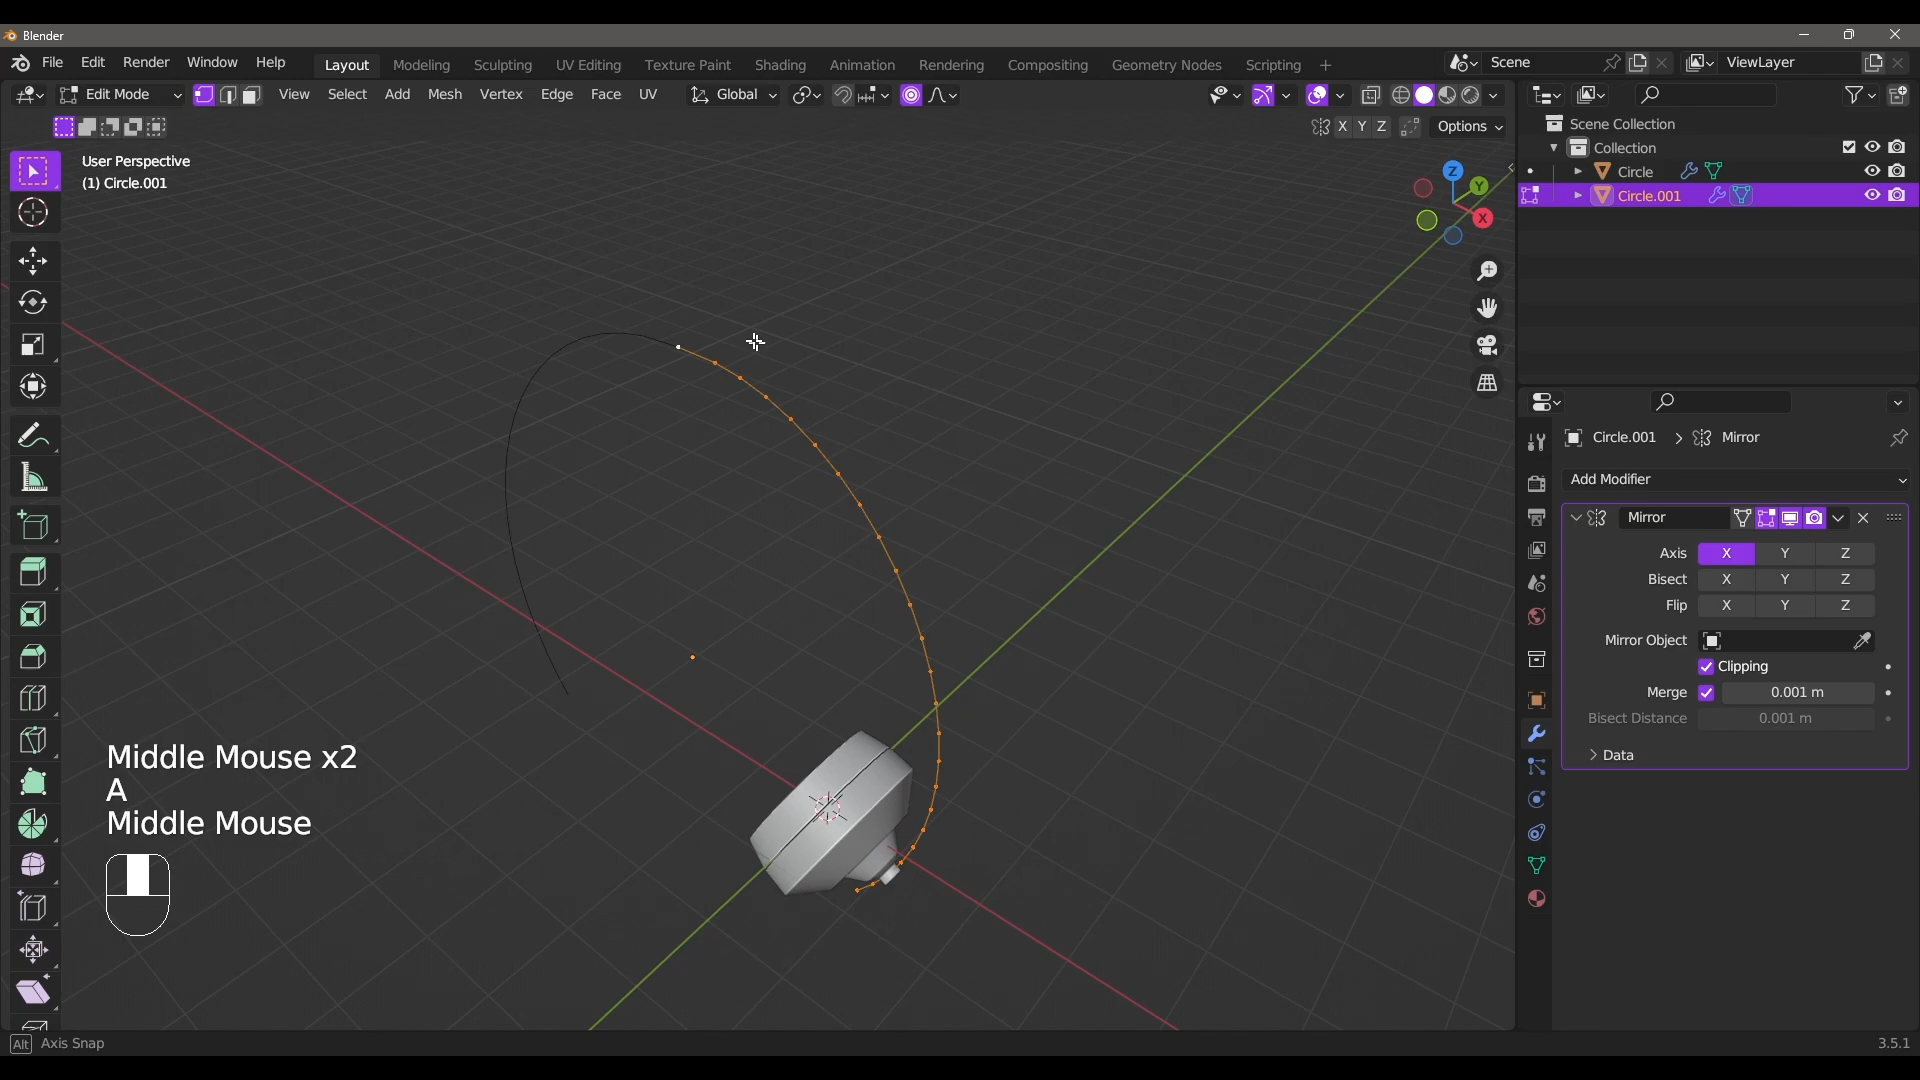 Blender
File Edit Render Window Help Layout Modeling Sculpting UV Editing Texture Paint Shading Animation Rendering Compositing Geometry Nodes Scripting + Scene ViewLayer
Edit Mode View Select Add Mesh Vertex Edge Face UV Global
X Y Z Options
User Perspective
(1) Circle.001
Z
Y
X
Scene Collection
Collection
Circle
Circle.001
Circle.001 > Mirror
Add Modifier
Mirror
Axis X Y Z
Bisect X Y Z
Flip X Y Z
Mirror Object
Clipping
Merge 0.001 m
Bisect Distance 0.001 m
Data
Middle Mouse x2
A
Middle Mouse
Alt Axis Snap
3.5.1